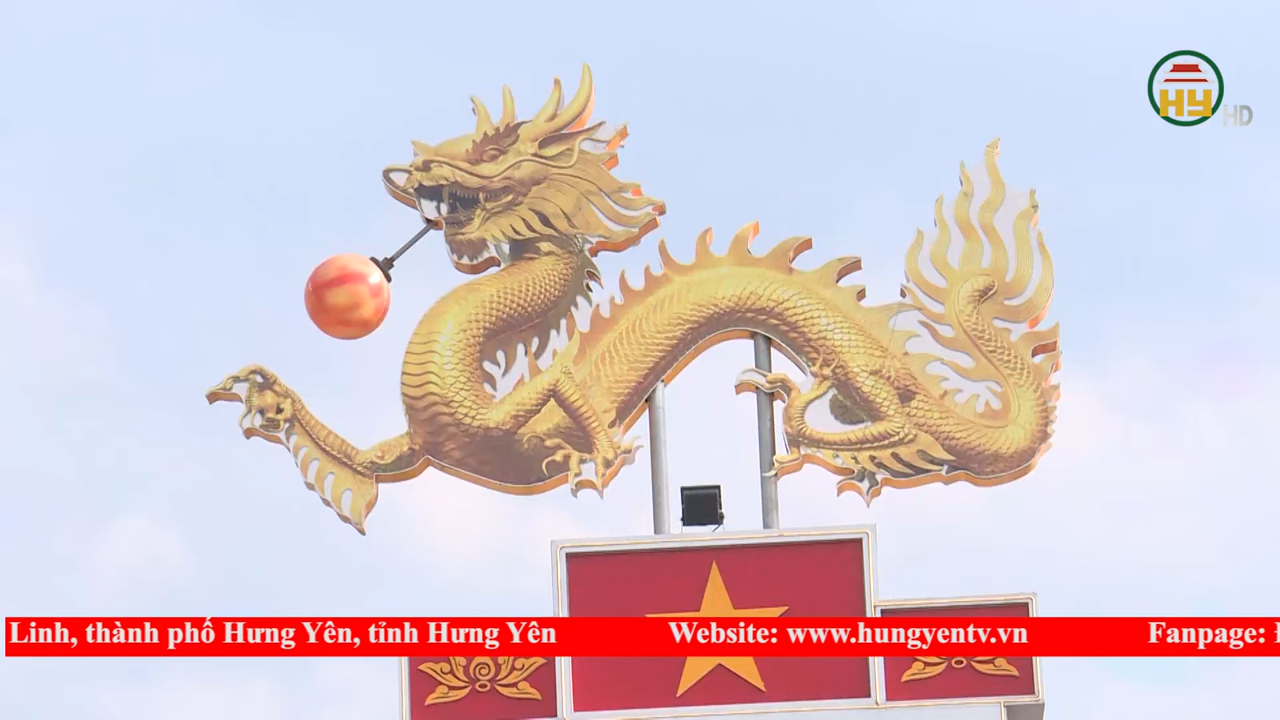 HY
HD
Linh, thành phố Hưng Yên, tỉnh Hưng Yên Website: www.hungyentv.vn Fanpage: